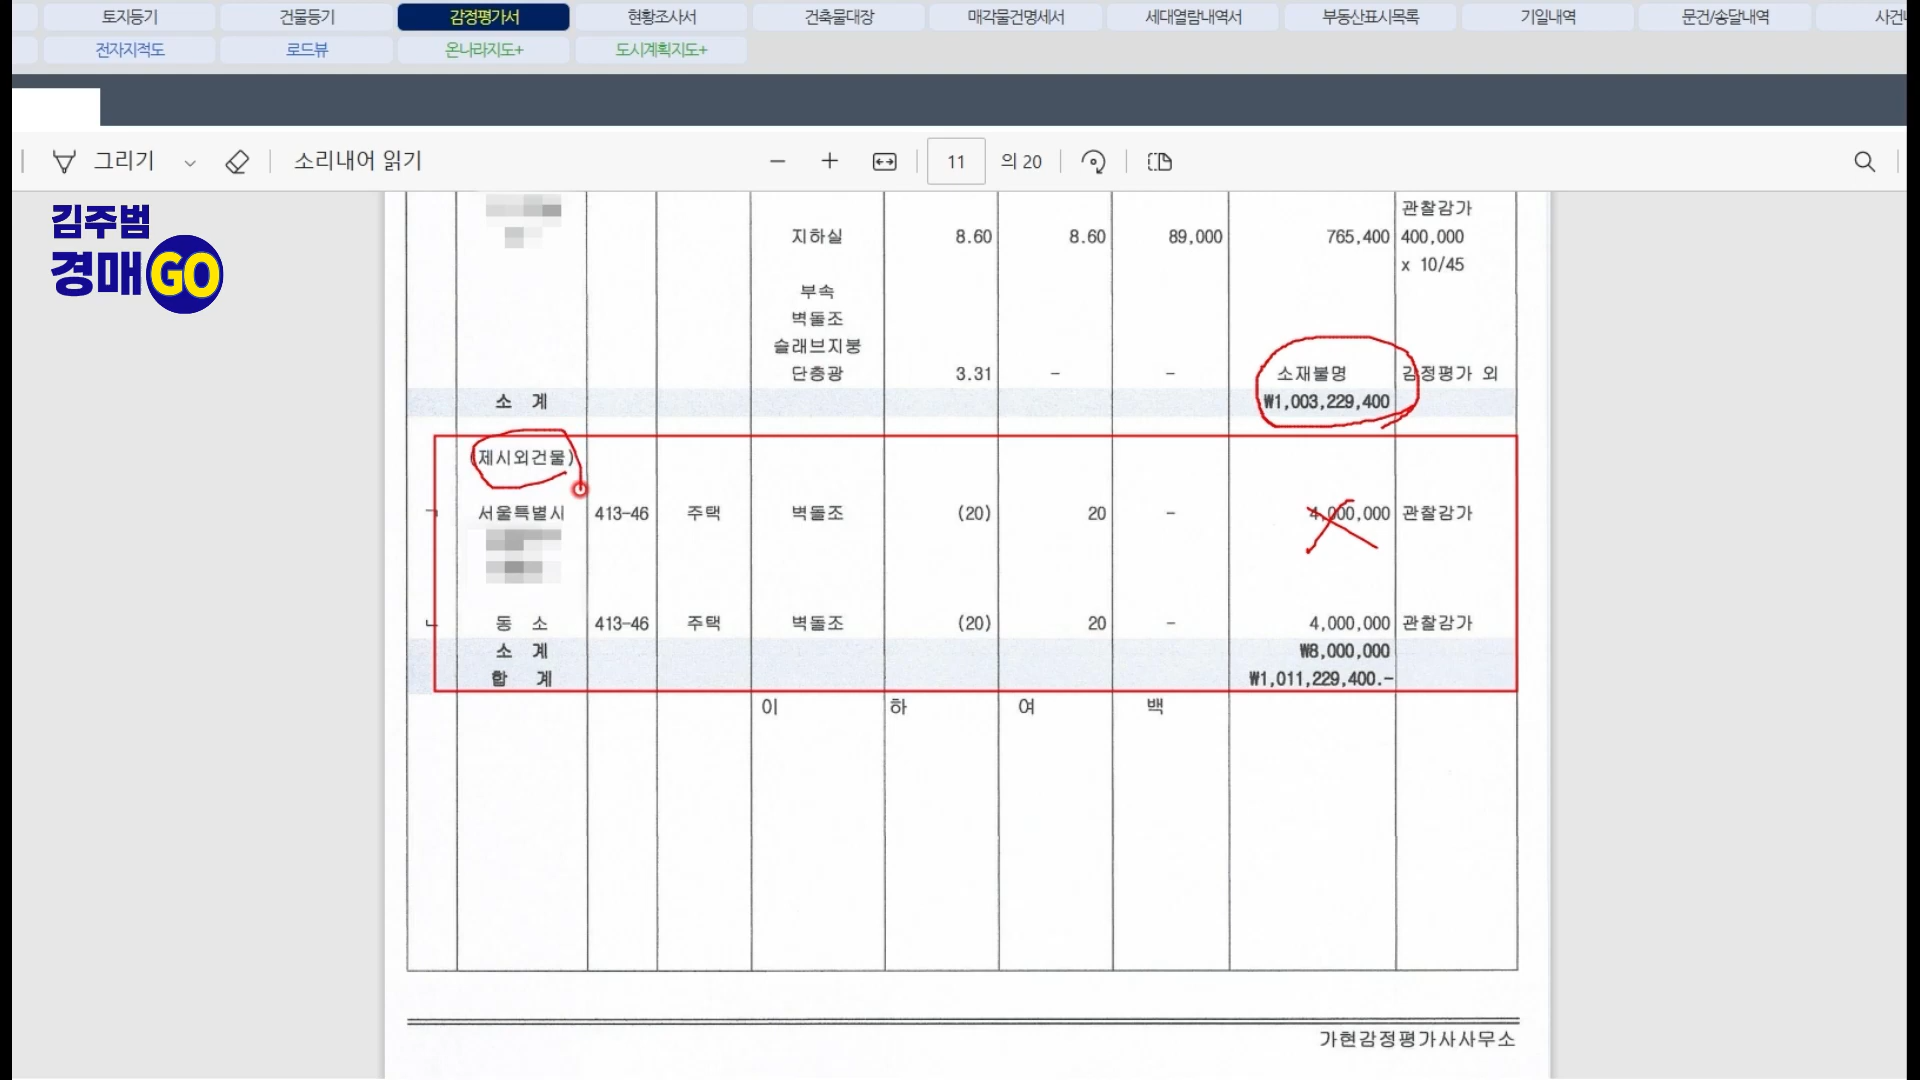 토지등기 건물등기 감정평가서 현황조사서 건축물대장 매각물건명세서 세대열람내역서 부동산표시목록 기일내역 문건/송달내역 사건
전자지적도 로드뷰 온나라지도+ 도시계획지도+
그리기 소리내어 읽기 − + 11 의 20
김주범
경매GO
관찰감가
지하실 8.60 8.60 89,000 765,400 400,000
x 10/45
부속
벽돌조
슬래브지붕
단층광 3.31 - - 소재불명 감정평가 외
소 계 ₩1,003,229,400
(제시외건물)
ㄱ 서울특별시 413-46 주택 벽돌조 (20) 20 - 4,000,000 관찰감가
ㄴ 동 소 413-46 주택 벽돌조 (20) 20 - 4,000,000 관찰감가
소 계 ₩8,000,000
합 계 ₩1,011,229,400.-
이 하 여 백
가현감정평가사사무소